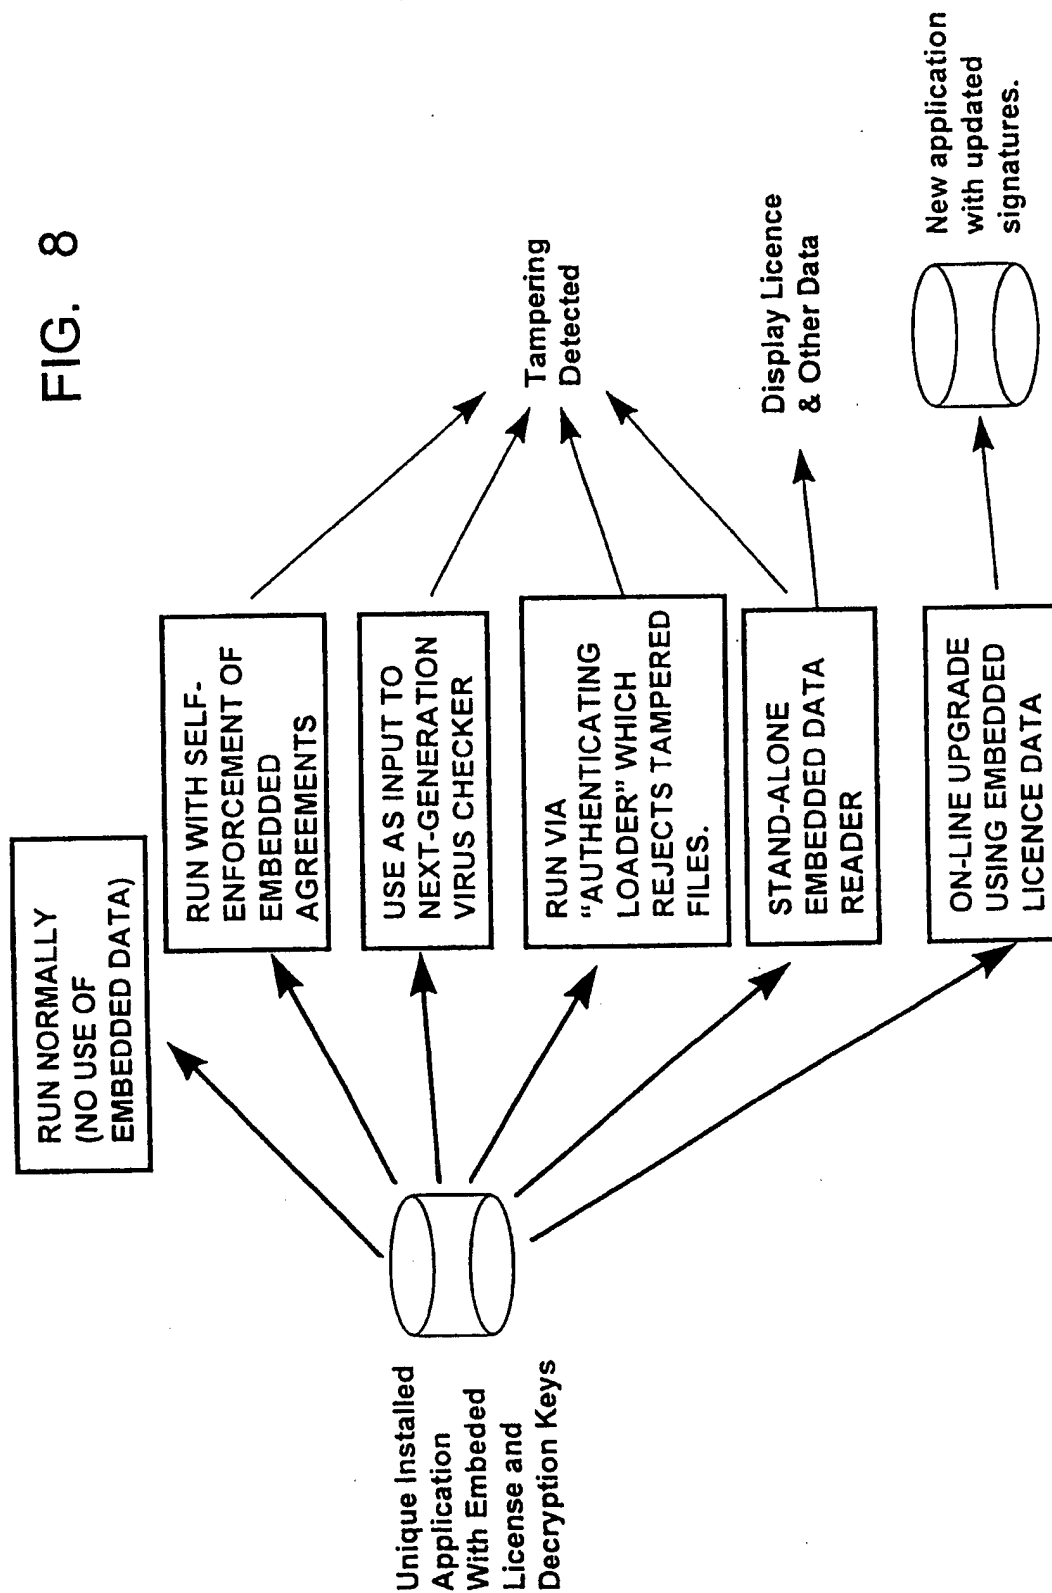 FIG. 8
Unique Installed
Application
With Embeded
License and
Decryption Keys
RUN NORMALLY
(NO USE OF
EMBEDDED DATA)
RUN WITH SELF-
ENFORCEMENT OF
EMBEDDED
AGREEMENTS
USE AS INPUT TO
NEXT-GENERATION
VIRUS CHECKER
RUN VIA
"AUTHENTICATING
LOADER" WHICH
REJECTS TAMPERED
FILES.
STAND-ALONE
EMBEDDED DATA
READER
ON-LINE UPGRADE
USING EMBEDDED
LICENCE DATA
Tampering
Detected
Display Licence
& Other Data
New application
with updated
signatures.